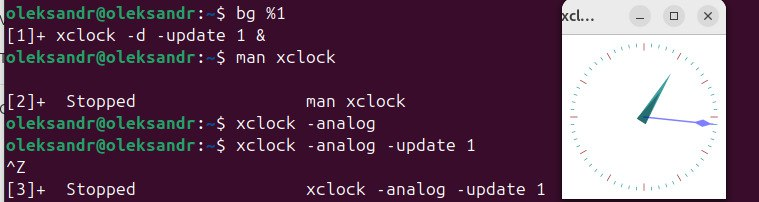 oleksandr@oleksandr:~$ bg %1
[1]+ xclock -d -update 1 &
oleksandr@oleksandr:~$ man xclock
[2]+  Stopped                 man xclock
oleksandr@oleksandr:~$ xclock -analog
oleksandr@oleksandr:~$ xclock -analog -update 1
^Z
[3]+  Stopped                 xclock -analog -update 1
xcl...